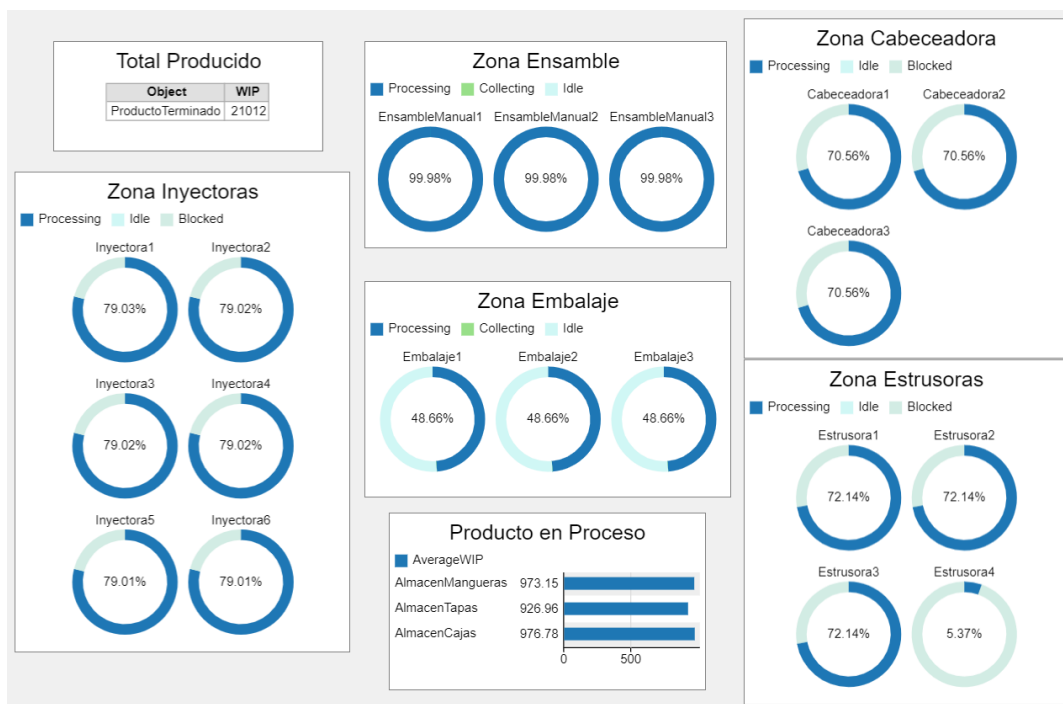 Total Producido
Object WIP
ProductoTerminado 21012
Zona Inyectoras
Processing Idle Blocked
Inyectora1 Inyectora2
79.03% 79.02%
Inyectora3 Inyectora4
79.02% 79.02%
Inyectora5 Inyectora6
79.01% 79.01%
Zona Ensamble
Processing Collecting Idle
EnsambleManual1 EnsambleManual2 EnsambleManual3
99.98% 99.98% 99.98%
Zona Embalaje
Processing Collecting Idle
Embalaje1 Embalaje2 Embalaje3
48.66% 48.66% 48.66%
Producto en Proceso
AverageWIP
AlmacenMangueras 973.15
AlmacenTapas 926.96
AlmacenCajas 976.78
0 500
Zona Cabeceadora
Processing Idle Blocked
Cabeceadora1 Cabeceadora2
70.56% 70.56%
Cabeceadora3
70.56%
Zona Estrusoras
Processing Idle Blocked
Estrusora1 Estrusora2
72.14% 72.14%
Estrusora3 Estrusora4
72.14% 5.37%